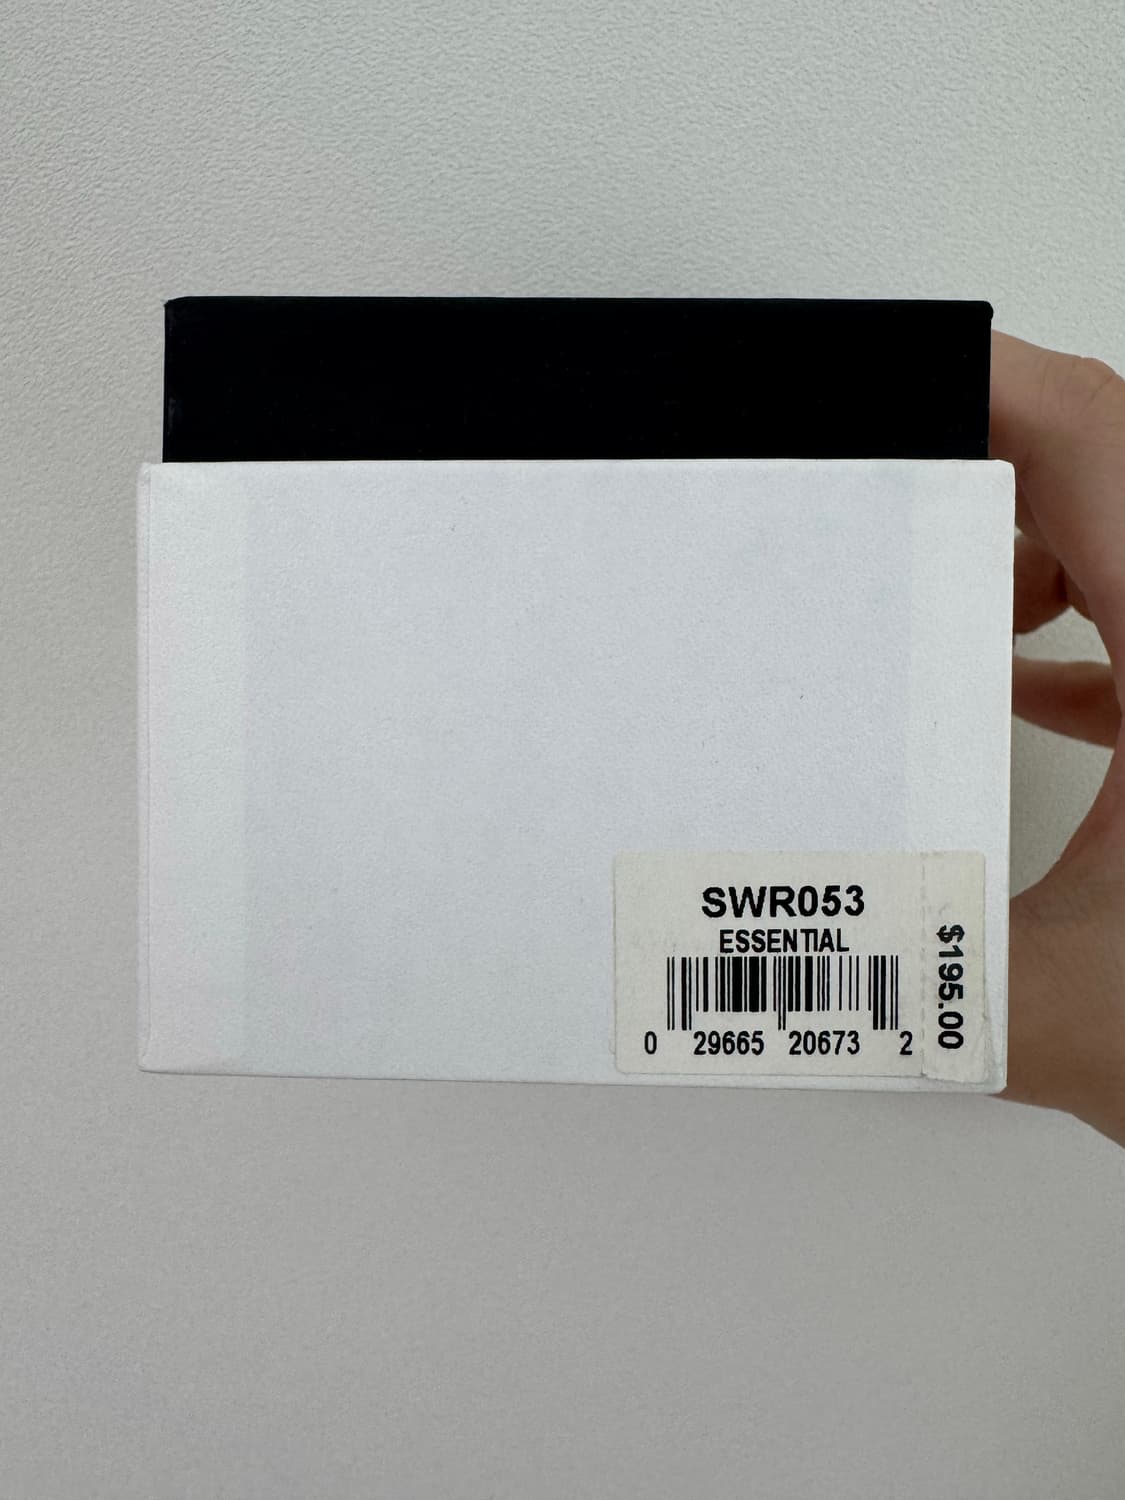 SWR053
ESSENTIAL
0 29665 20673 2
$195.00